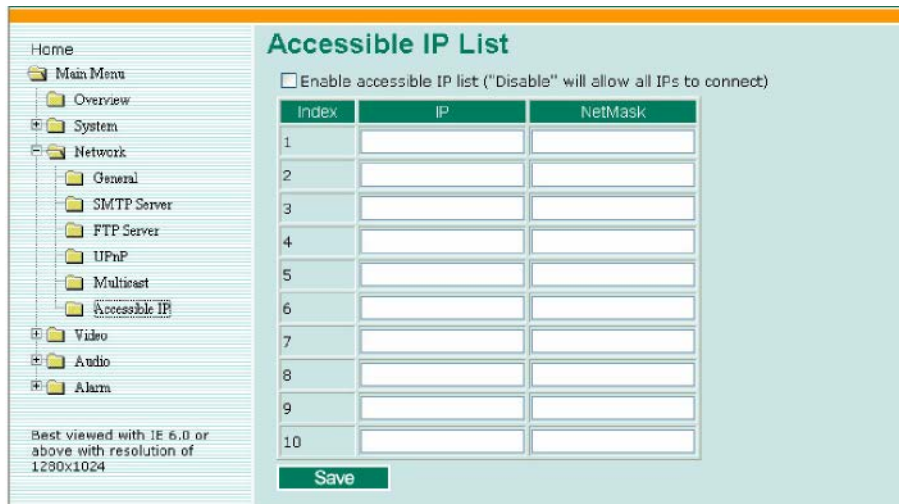 Home
Main Menu
Overview
System
Network
General
SMTP Server
FTP Server
UPnP
Multicast
Accessible IP
Video
Audio
Alarm
Best viewed with IE 6.0 or
above with resolution of
1280x1024
Accessible IP List
Enable accessible IP list ("Disable" will allow all IPs to connect)
Index IP NetMask
1
2
3
4
5
6
7
8
9
10
Save